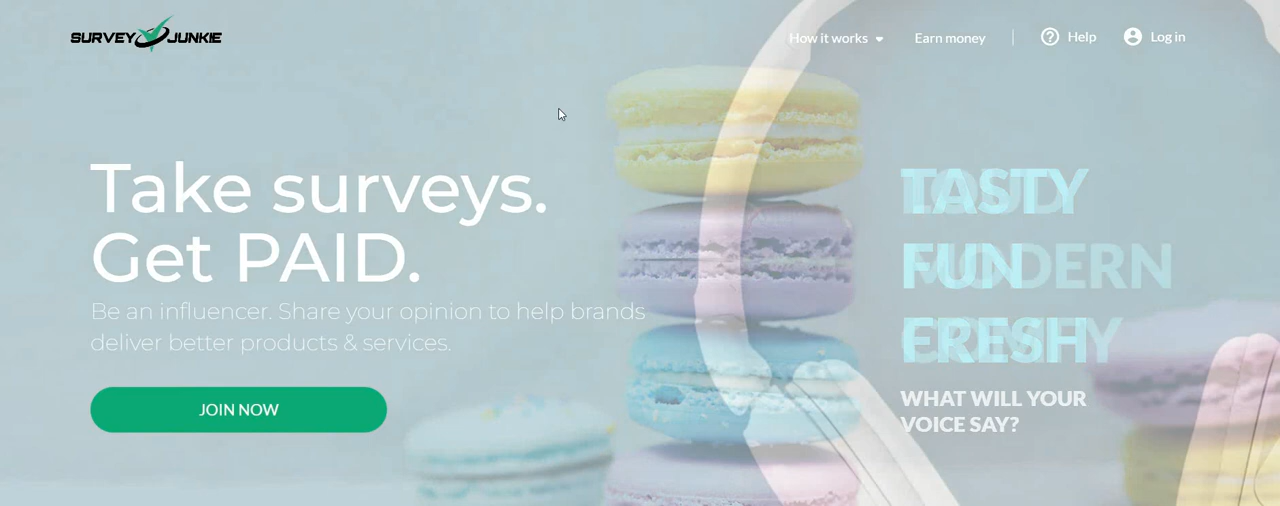 SURVEY JUNKIE
How it works
Earn money
Help
Log in
Take surveys.
Get PAID.
Be an influencer. Share your opinion to help brands
deliver better products & services.
JOIN NOW
TASTY
FUN
MODERN
FRESH
WHAT WILL YOUR
VOICE SAY?